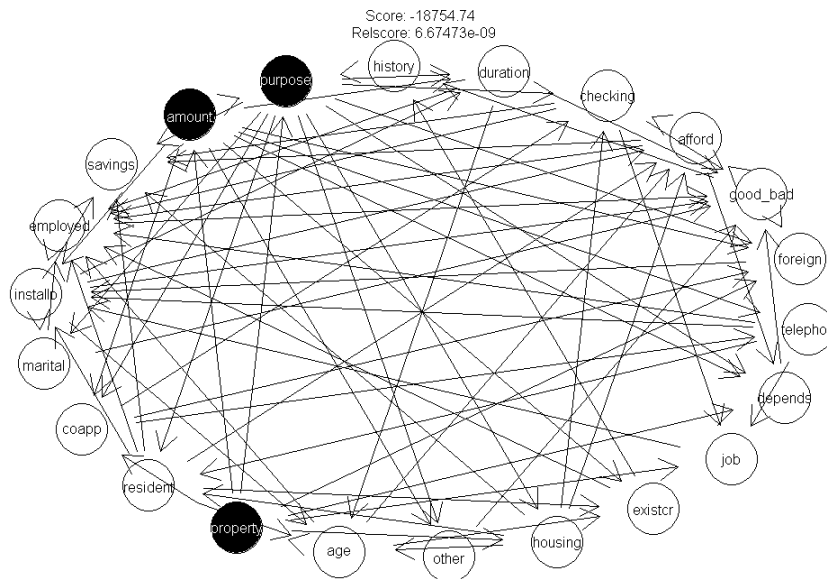 Score: -18754.74
Relscore: 6.67473e-09
history
duration
purpose
checking
amount
afford
savings
good_bad
employed
foreign
installp
telepho
marital
depends
coapp
job
resident
existcr
property
housing
age
other